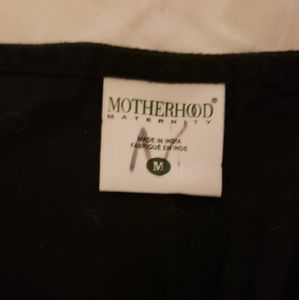 MOTHERHOOD®
MATERNITY
MADE IN INDIA
FABRIQUÉ EN INDE
M